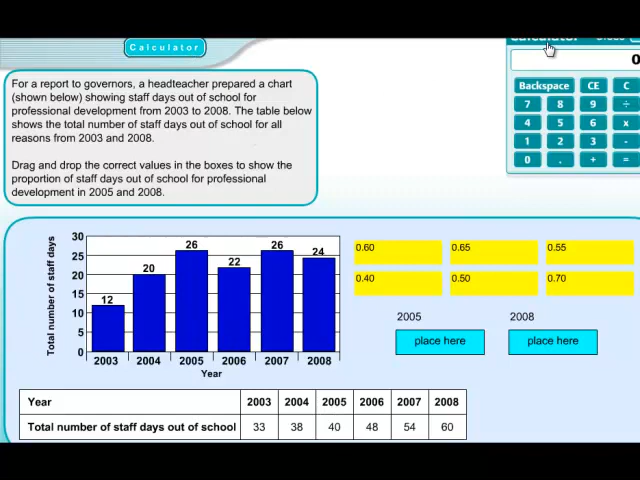 Calculator
Calculator
0
Backspace CE C
7 8 9 ÷
4 5 6 x
1 2 3 -
0 . + =
For a report to governors, a headteacher prepared a chart
(shown below) showing staff days out of school for
professional development from 2003 to 2008. The table below
shows the total number of staff days out of school for all
reasons from 2003 and 2008.
Drag and drop the correct values in the boxes to show the
proportion of staff days out of school for professional
development in 2005 and 2008.
Total number of staff days
30
25
20
15
10
5
0
12
20
26
22
26
24
2003 2004 2005 2006 2007 2008
Year
0.60 0.65 0.55
0.40 0.50 0.70
2005 2008
place here place here
Year 2003 2004 2005 2006 2007 2008
Total number of staff days out of school 33 38 40 48 54 60